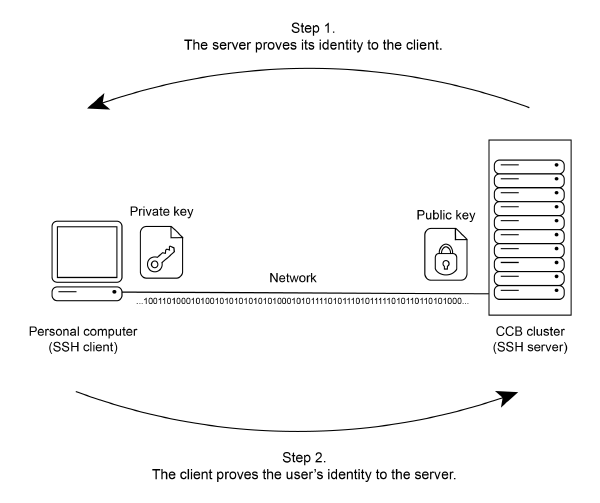 Step 1.
The server proves its identity to the client.
Private key
Public key
Network
...10011010001010010101010101010001010111101011101011111010110110101000...
Personal computer
(SSH client)
CCB cluster
(SSH server)
Step 2.
The client proves the user's identity to the server.